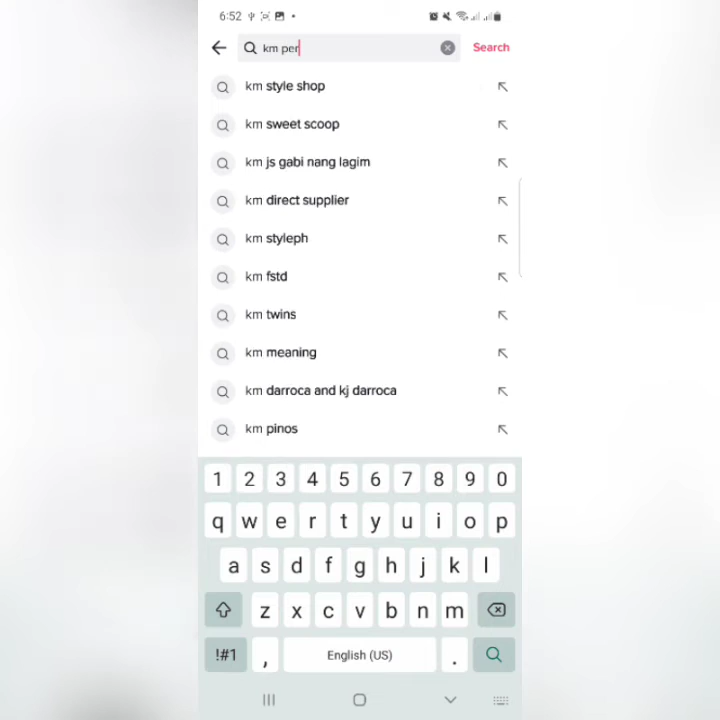 6:52
km per
Search
km style shop
km sweet scoop
km js gabi nang lagim
km direct supplier
km styleph
km fstd
km twins
km meaning
km darroca and kj darroca
km pinos
1 2 3 4 5 6 7 8 9 0
q w e r t y u i o p
a s d f g h j k l
z x c v b n m
!#1 , English (US) .